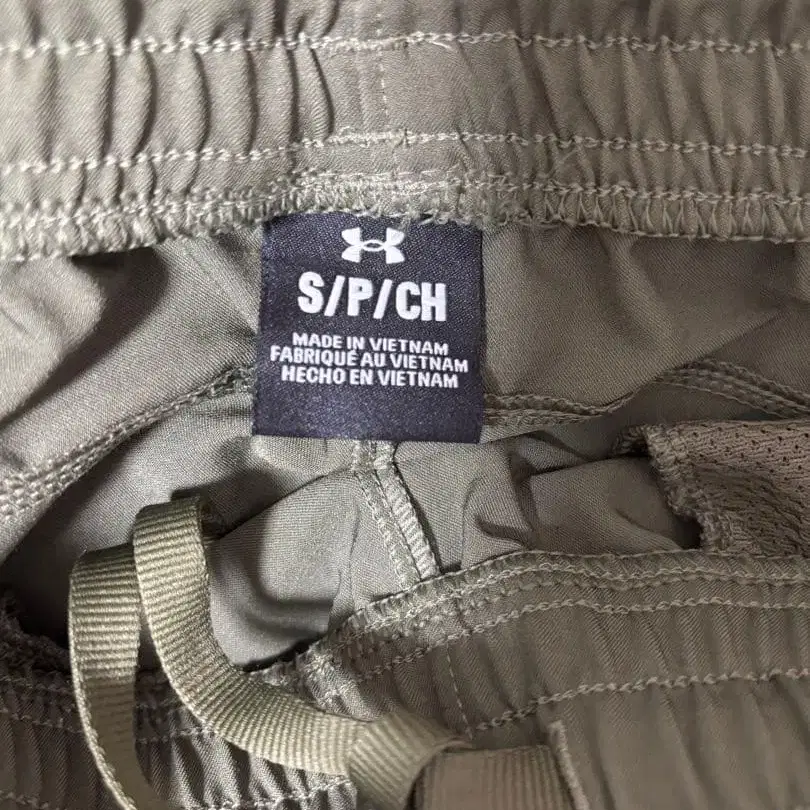 S/P/CH
MADE IN VIETNAM
FABRIQUÉ AU VIETNAM
HECHO EN VIETNAM